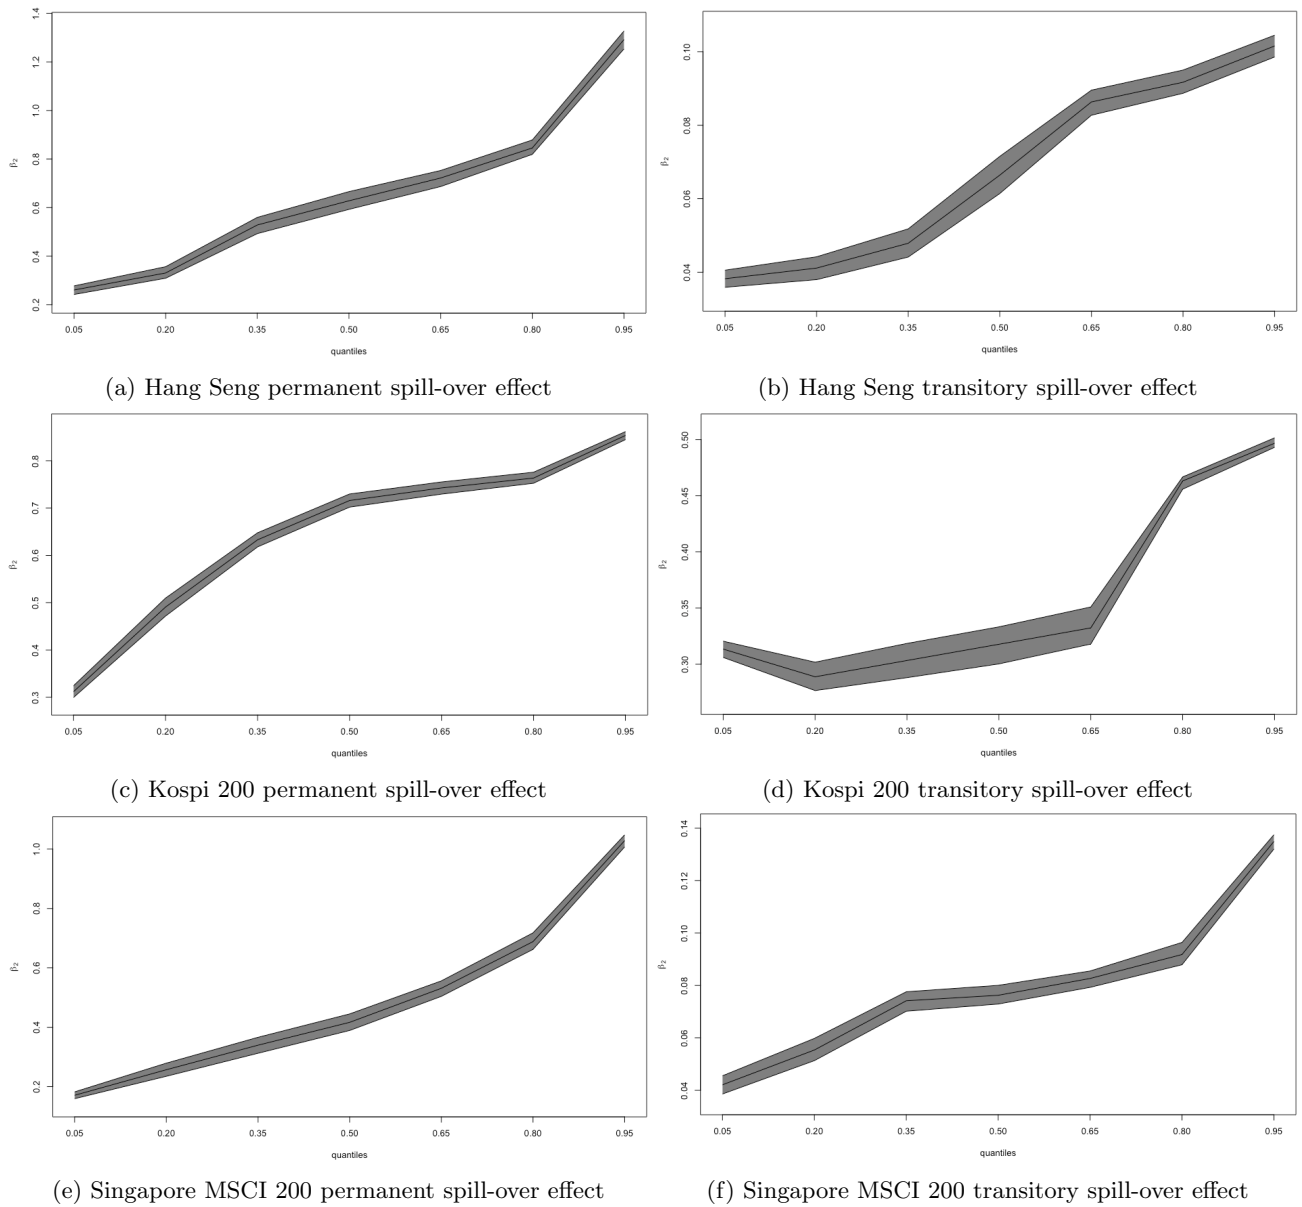 1.4
1.2
1.0
0.8
0.6
0.4
0.2
β₂
0.05 0.20 0.35 0.50 0.65 0.80 0.95
quantiles
(a) Hang Seng permanent spill-over effect
0.10
0.08
0.06
0.04
β₂
0.05 0.20 0.35 0.50 0.65 0.80 0.95
quantiles
(b) Hang Seng transitory spill-over effect
0.8
0.7
0.6
0.5
0.4
0.3
β₂
0.05 0.20 0.35 0.50 0.65 0.80 0.95
quantiles
(c) Kospi 200 permanent spill-over effect
0.50
0.45
0.40
0.35
0.30
β₂
0.05 0.20 0.35 0.50 0.65 0.80 0.95
quantiles
(d) Kospi 200 transitory spill-over effect
1.0
0.8
0.6
0.4
0.2
β₂
0.05 0.20 0.35 0.50 0.65 0.80 0.95
quantiles
(e) Singapore MSCI 200 permanent spill-over effect
0.14
0.12
0.10
0.08
0.06
0.04
β₂
0.05 0.20 0.35 0.50 0.65 0.80 0.95
quantiles
(f) Singapore MSCI 200 transitory spill-over effect